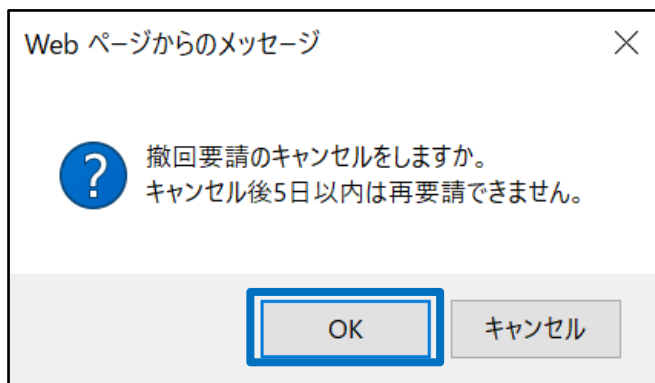 Web ページからのメッセージ
撤回要請のキャンセルをしますか。
キャンセル後5日以内は再要請できません。
OK
キャンセル